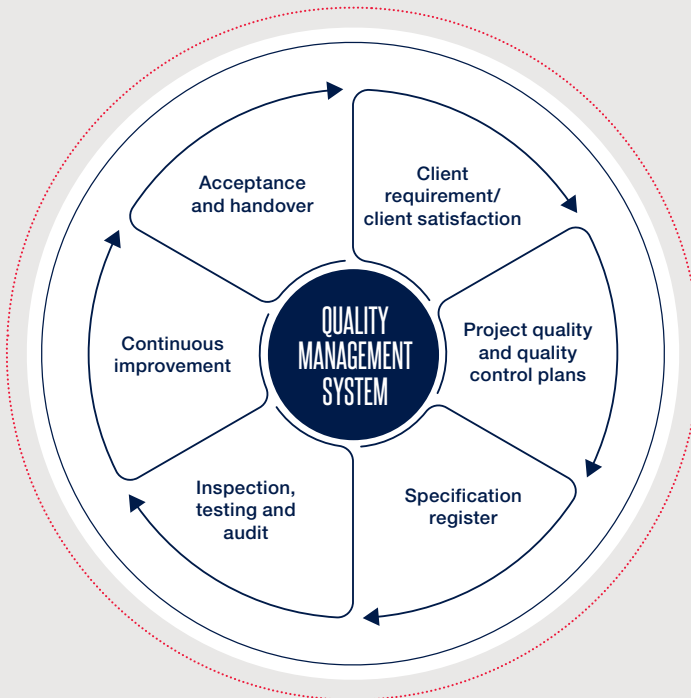 Acceptance
and handover
Client
requirement/
client satisfaction
Continuous
improvement
QUALITY
MANAGEMENT
SYSTEM
Project quality
and quality
control plans
Inspection,
testing and
audit
Specification
register